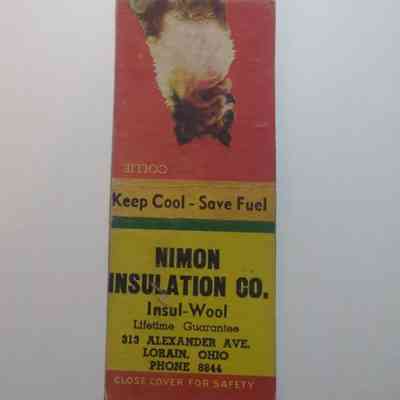 COLLIE
Keep Cool - Save Fuel
NIMON
INSULATION CO.
Insul-Wool
Lifetime Guarantee
313 ALEXANDER AVE.
LORAIN, OHIO
PHONE 8844
CLOSE COVER FOR SAFETY